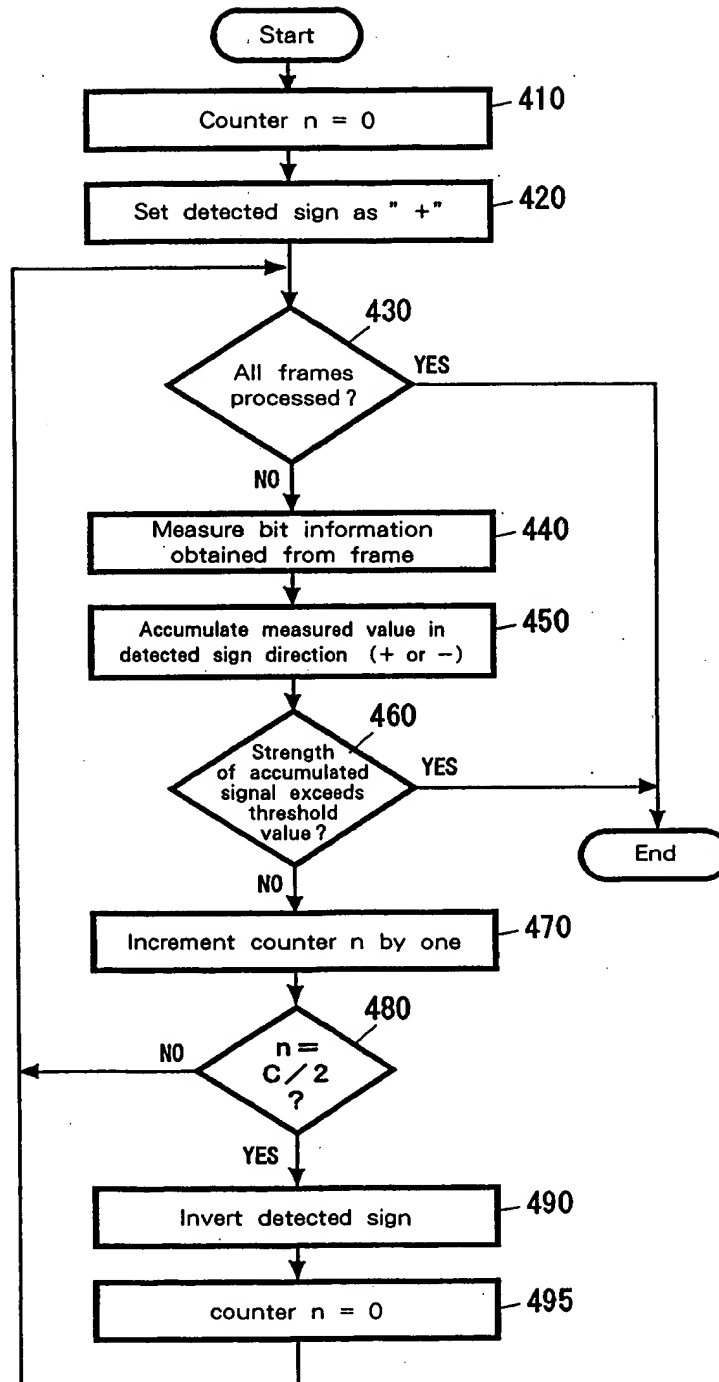 Start
Counter n = 0
410
Set detected sign as " +"
420
430
All frames
processed?
YES
NO
Measure bit information
obtained from frame
440
Accumulate measured value in
detected sign direction (+ or −)
450
460
Strength
of accumulated
signal exceeds
threshold
value?
YES
End
NO
Increment counter n by one
470
480
n=
C/2
?
NO
YES
Invert detected sign
490
counter n = 0
495